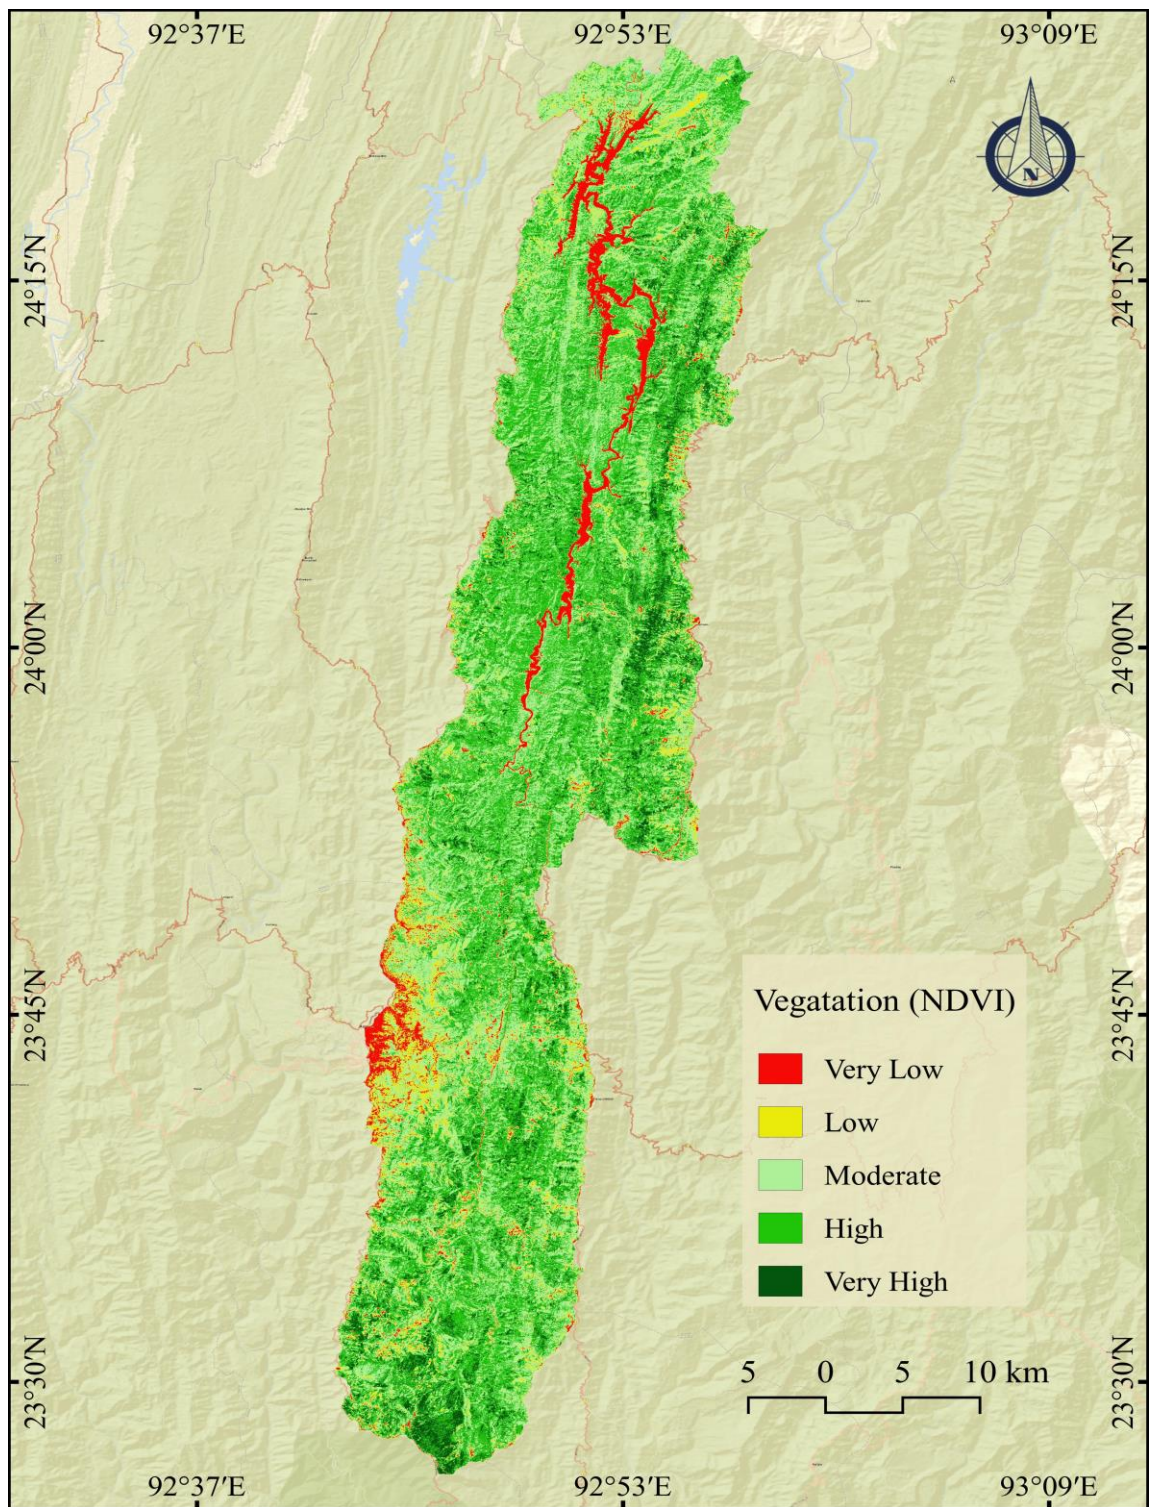 92°37′E 92°53′E 93°09′E
N
24°15′N 24°15′N
24°00′N 24°00′N
23°45′N 23°45′N
Vegatation (NDVI)
Very Low
Low
Moderate
High
Very High
23°30′N 23°30′N
5 0 5 10 km
92°37′E 92°53′E 93°09′E